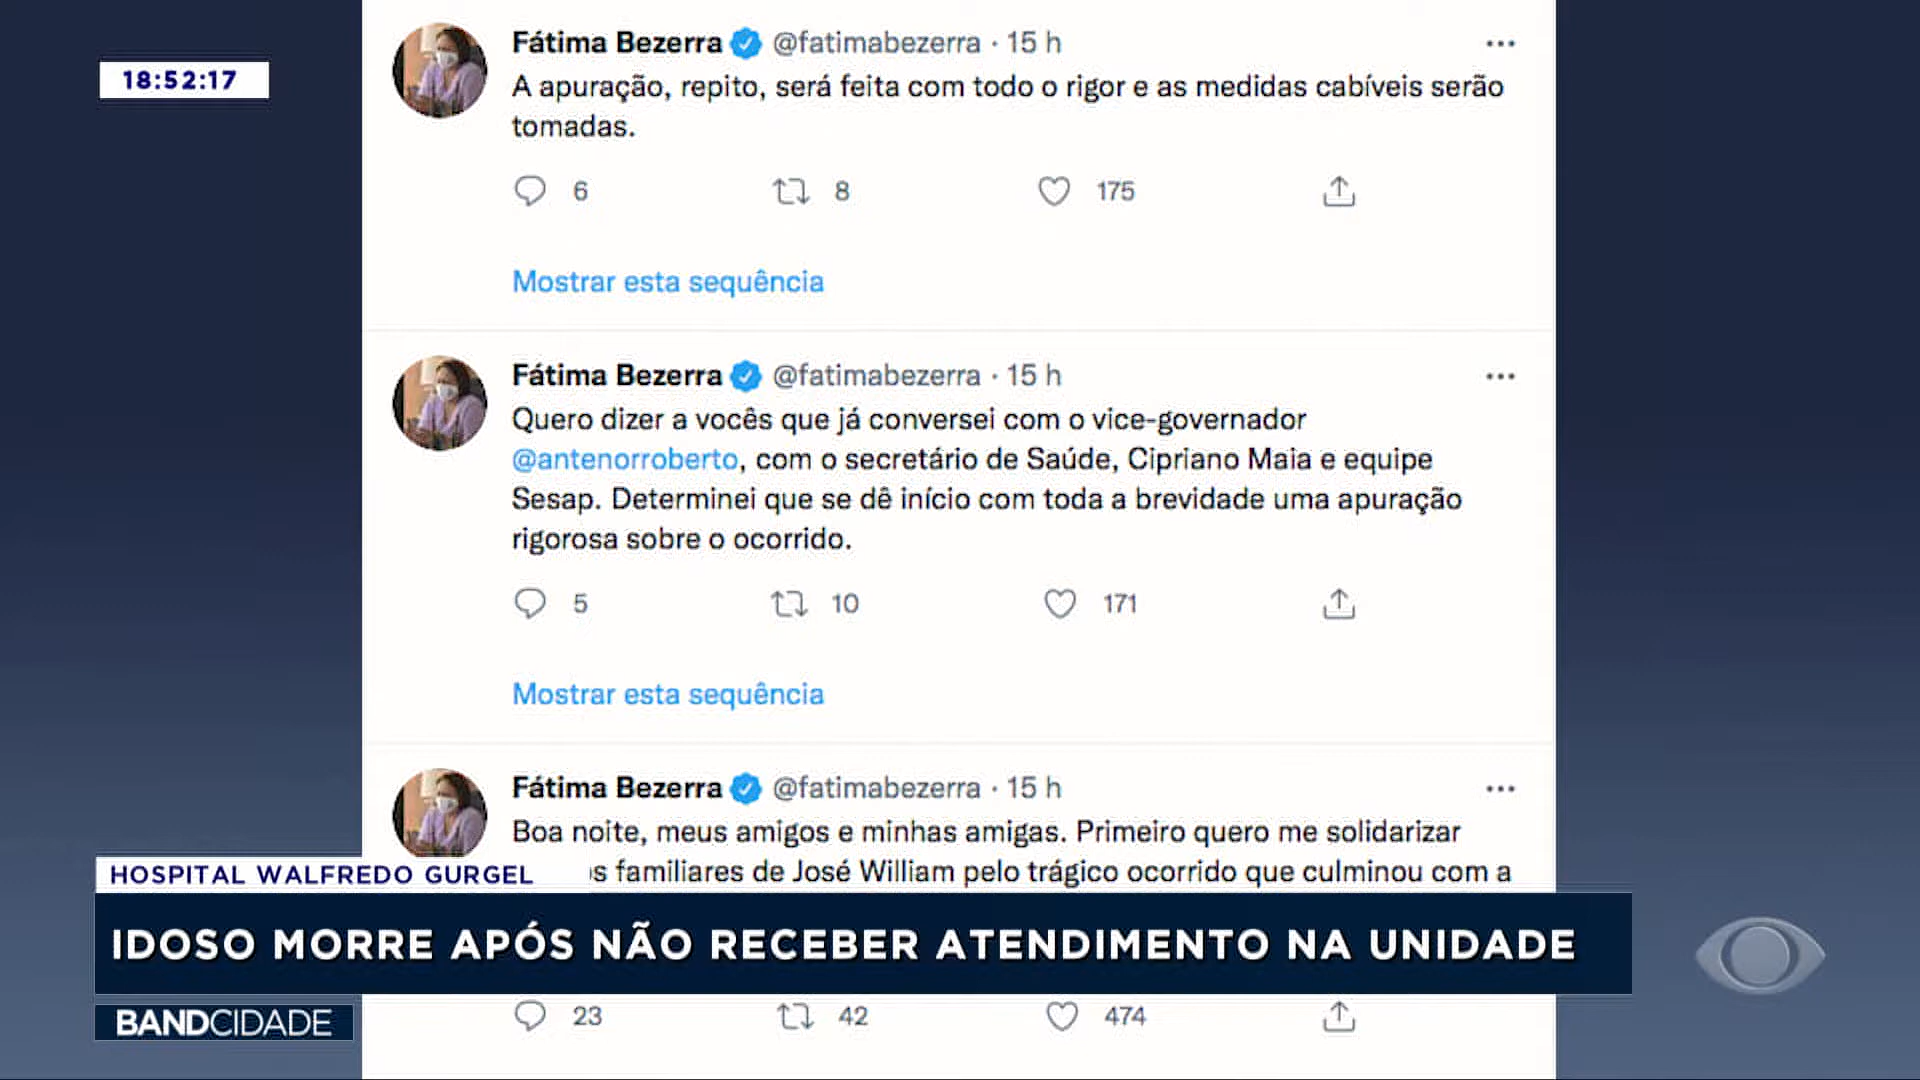 18:52:17
Fátima Bezerra @fatimabezerra · 15 h
A apuração, repito, será feita com todo o rigor e as medidas cabíveis serão
tomadas.
6 8 175
Mostrar esta sequência
Fátima Bezerra @fatimabezerra · 15 h
Quero dizer a vocês que já conversei com o vice-governador
@antenorroberto, com o secretário de Saúde, Cipriano Maia e equipe
Sesap. Determinei que se dê início com toda a brevidade uma apuração
rigorosa sobre o ocorrido.
5 10 171
Mostrar esta sequência
Fátima Bezerra @fatimabezerra · 15 h
Boa noite, meus amigos e minhas amigas. Primeiro quero me solidarizar
familiares de José William pelo trágico ocorrido que culminou com a
HOSPITAL WALFREDO GURGEL
IDOSO MORRE APÓS NÃO RECEBER ATENDIMENTO NA UNIDADE
23 42 474
BANDCIDADE